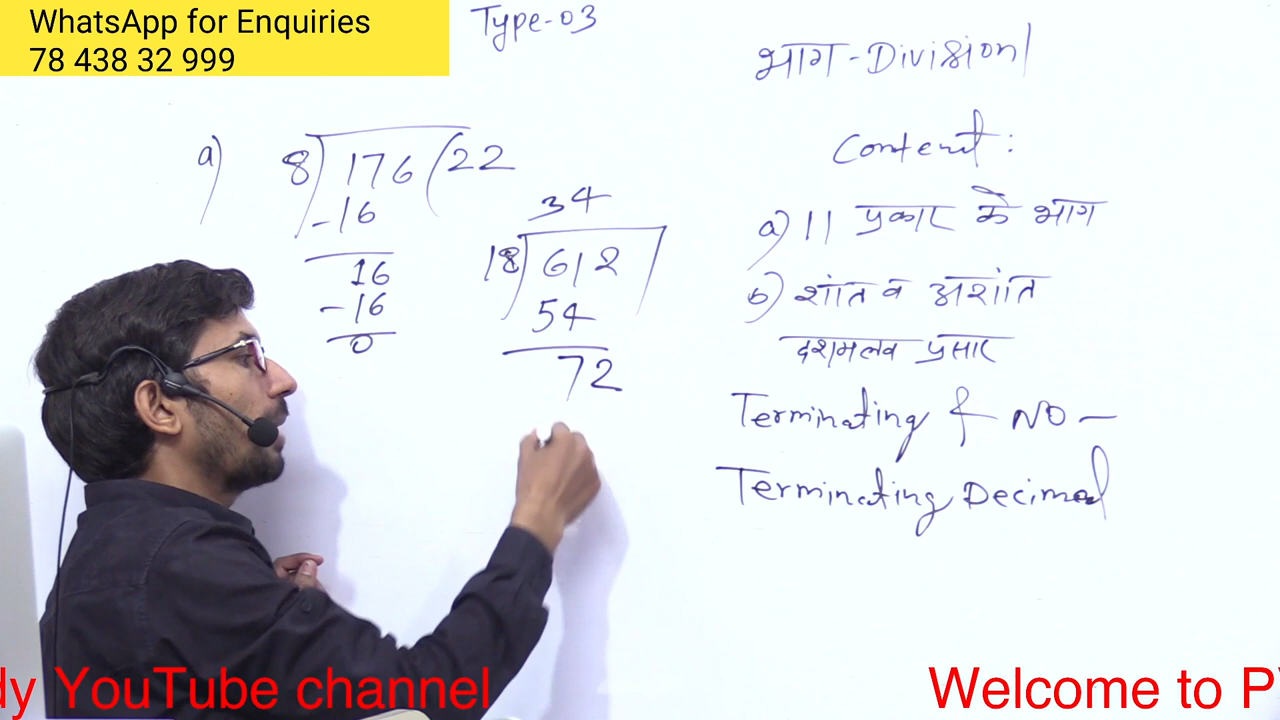 WhatsApp for Enquiries
78 438 32 999
Type-03
भाग-Division
Content:
a) 11 प्रकार के भाग
b) शांत व अशांत
दशमलव प्रसार
Terminating & NO -
Terminating Decimal
a) 8) 176 (22
-16
16
-16
0
34
18) 612
54
72
dy YouTube channel
Welcome to P